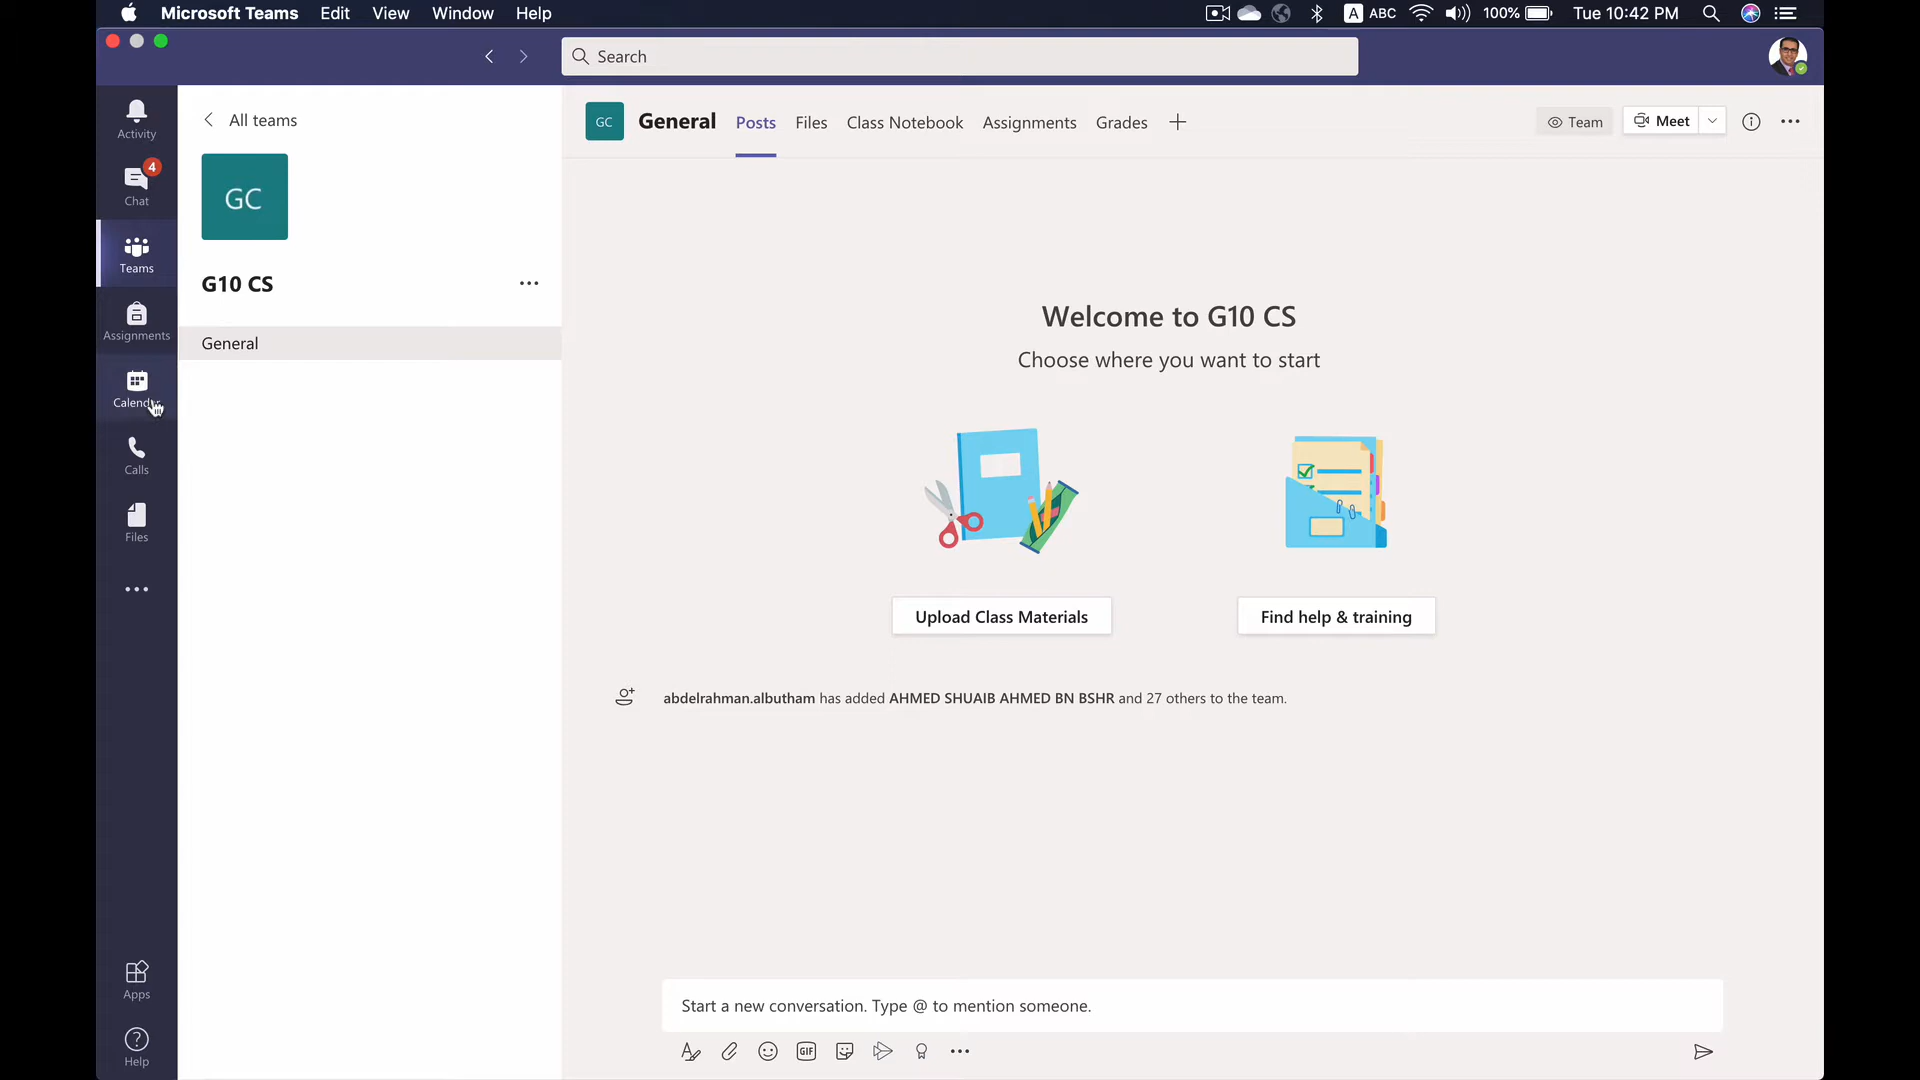 Microsoft Teams Edit View Window Help
A ABC 100% Tue 10:42 PM
Search
Activity
4
Chat
Teams
Assignments
Calendar
Calls
Files
Apps
Help
All teams
GC
G10 CS
General
GC General Posts Files Class Notebook Assignments Grades
Team Meet
Welcome to G10 CS
Choose where you want to start
Upload Class Materials Find help & training
abdelrahman.albutham has added AHMED SHUAIB AHMED BN BSHR and 27 others to the team.
Start a new conversation. Type @ to mention someone.
GIF